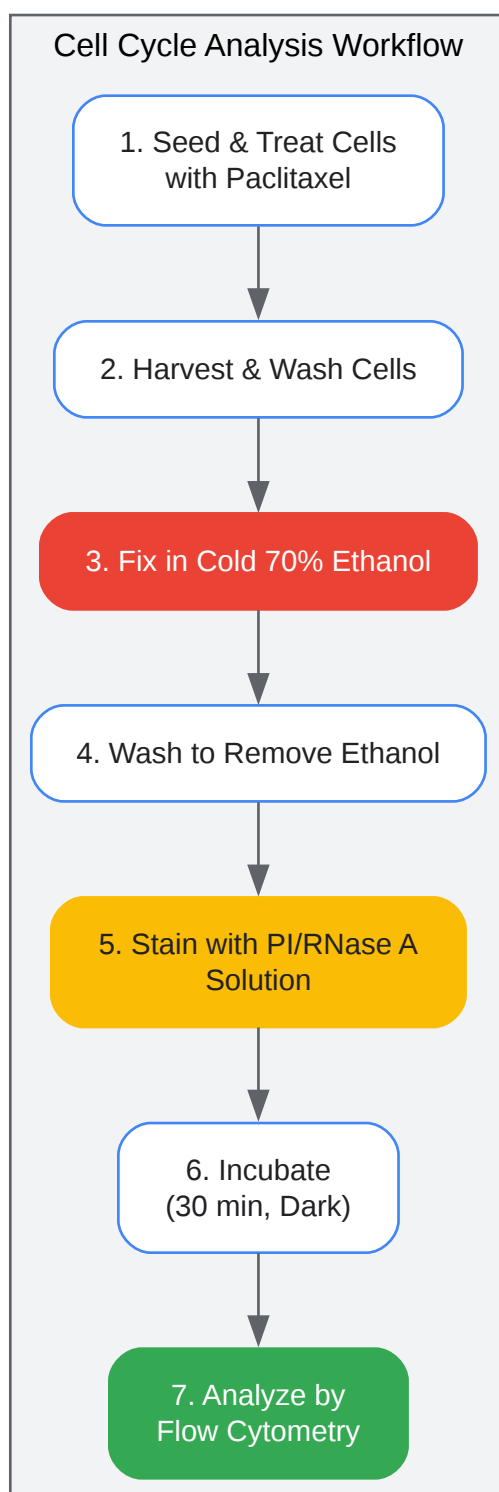 Cell Cycle Analysis Workflow
1. Seed & Treat Cells
with Paclitaxel
2. Harvest & Wash Cells
3. Fix in Cold 70% Ethanol
4. Wash to Remove Ethanol
5. Stain with PI/RNase A
Solution
6. Incubate
(30 min, Dark)
7. Analyze by
Flow Cytometry